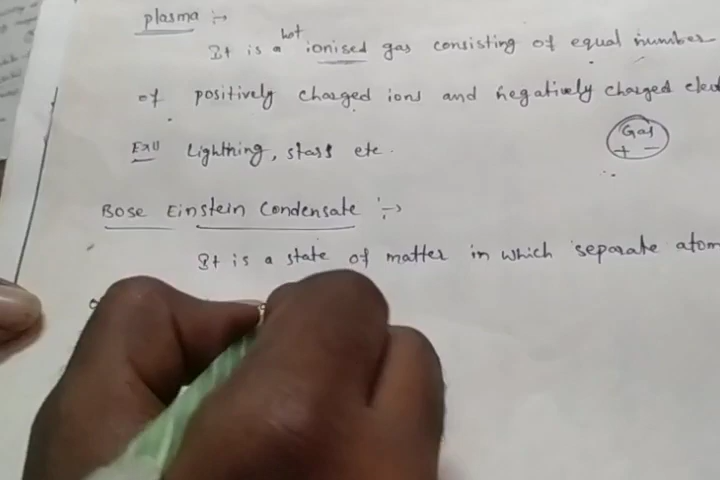 plasma :->
hot
It is a ionised gas consisting of equal number
of positively charged ions and negatively charged elec
Ex:) Lightning, stars etc.
Gas
+ -
Bose Einstein Condensate :->
It is a state of matter in which separate atom